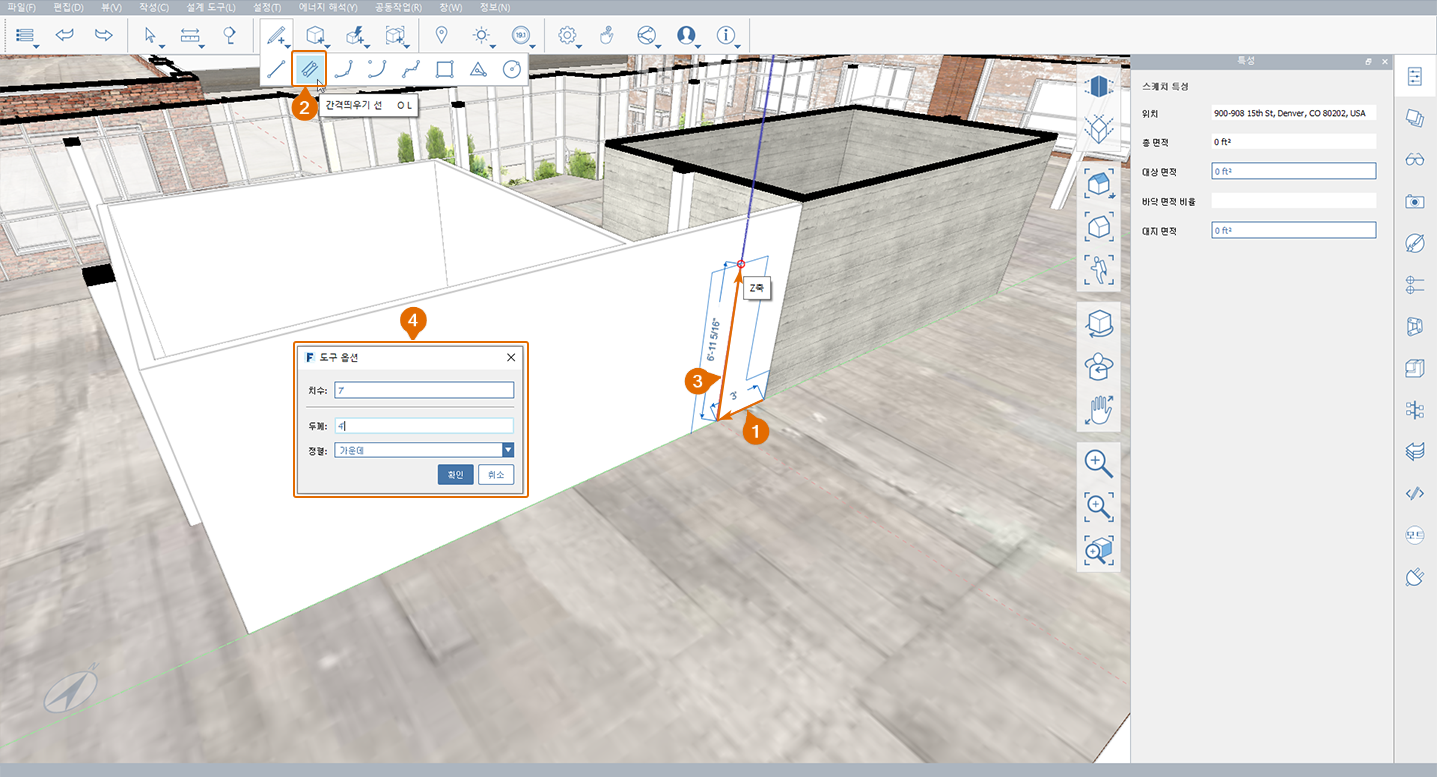 파일(F) 편집(D) 뷰(V) 작성(C) 설계 도구(L) 설정(T) 에너지 해석(Y) 공동작업(R) 창(W) 정보(N)
19.1
간격띄우기 선 O L
2
특성
스케치 특성
위치 900-908 15th St, Denver, CO 80202, USA
총 면적 0 ft²
대상 면적 0 ft²
바닥 면적 비율
대지 면적 0 ft²
Z축
6'-11 5/16"
3
3'
1
4
F 도구 옵션
치수: 7
두께: 4'
정렬: 가운데
확인 취소
N